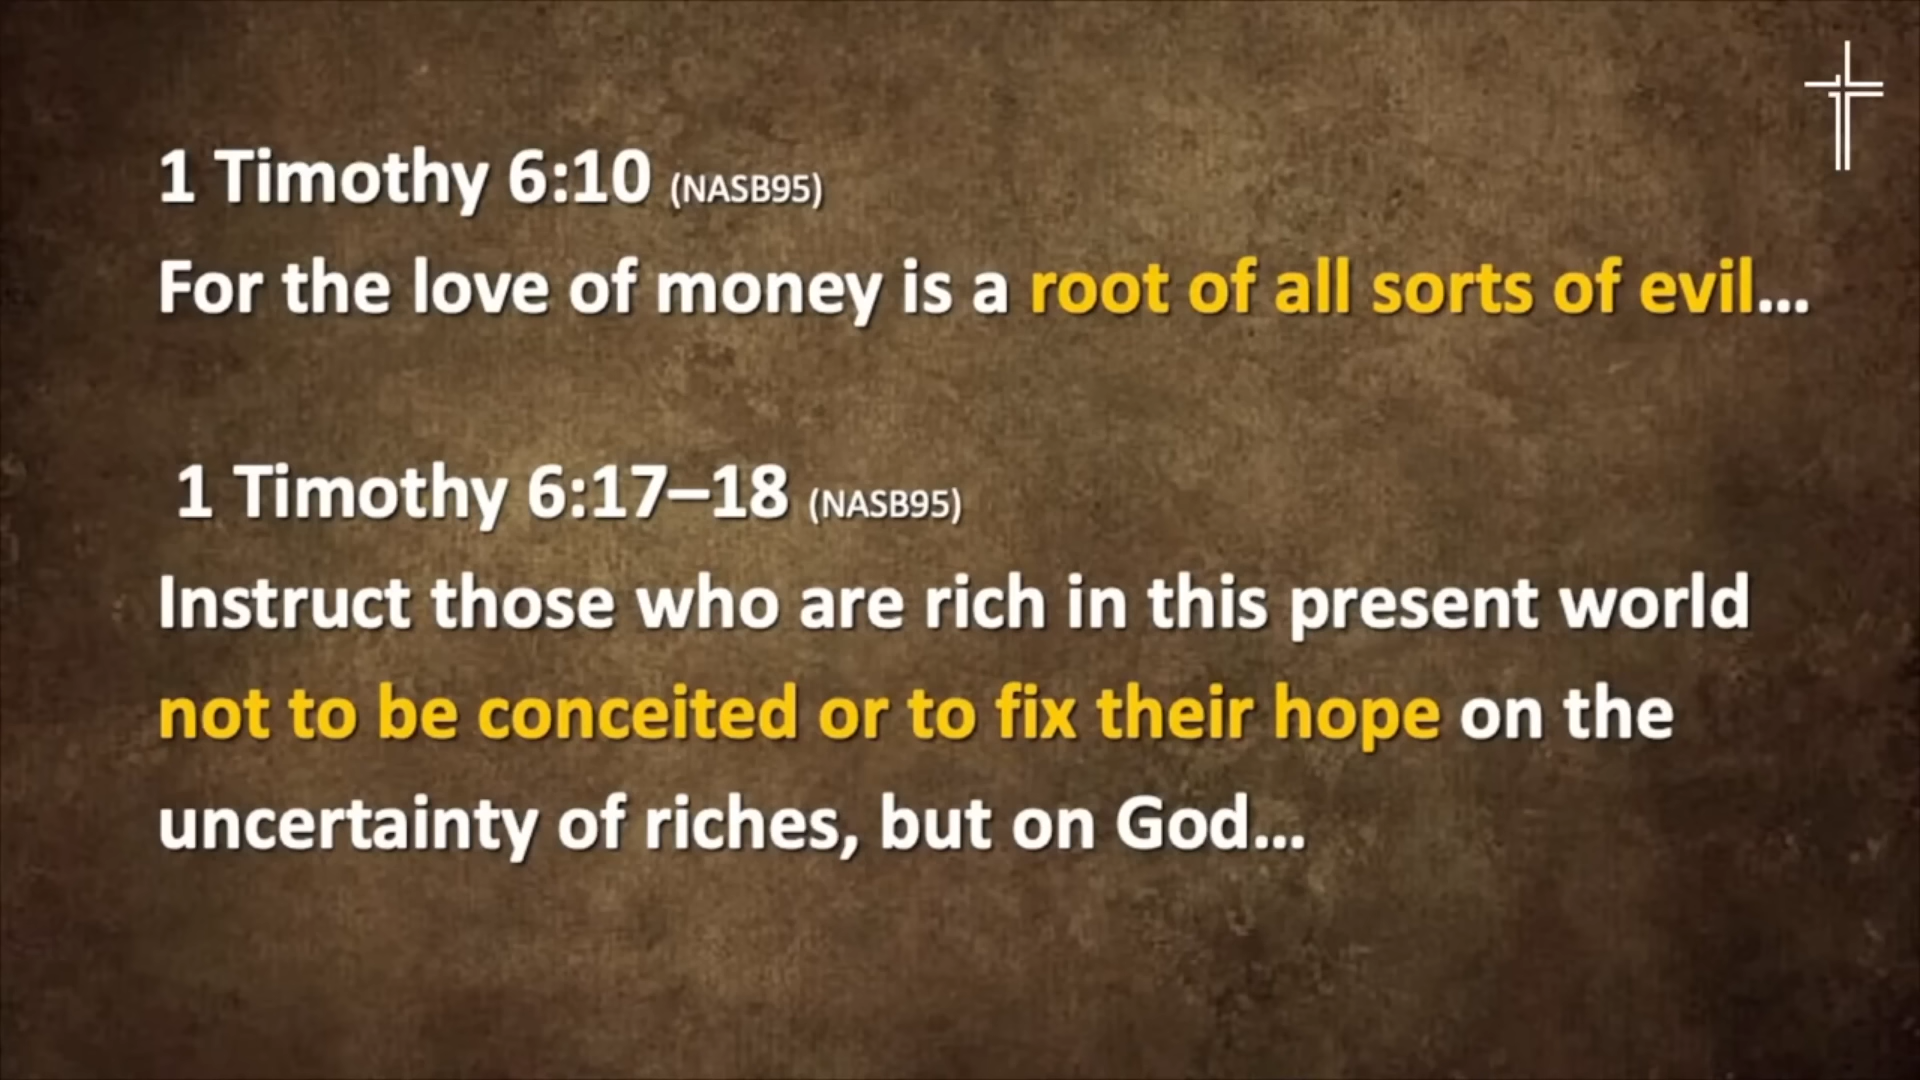 1 Timothy 6:10 (NASB95)
For the love of money is a root of all sorts of evil...
1 Timothy 6:17–18 (NASB95)
Instruct those who are rich in this present world
not to be conceited or to fix their hope on the
uncertainty of riches, but on God...